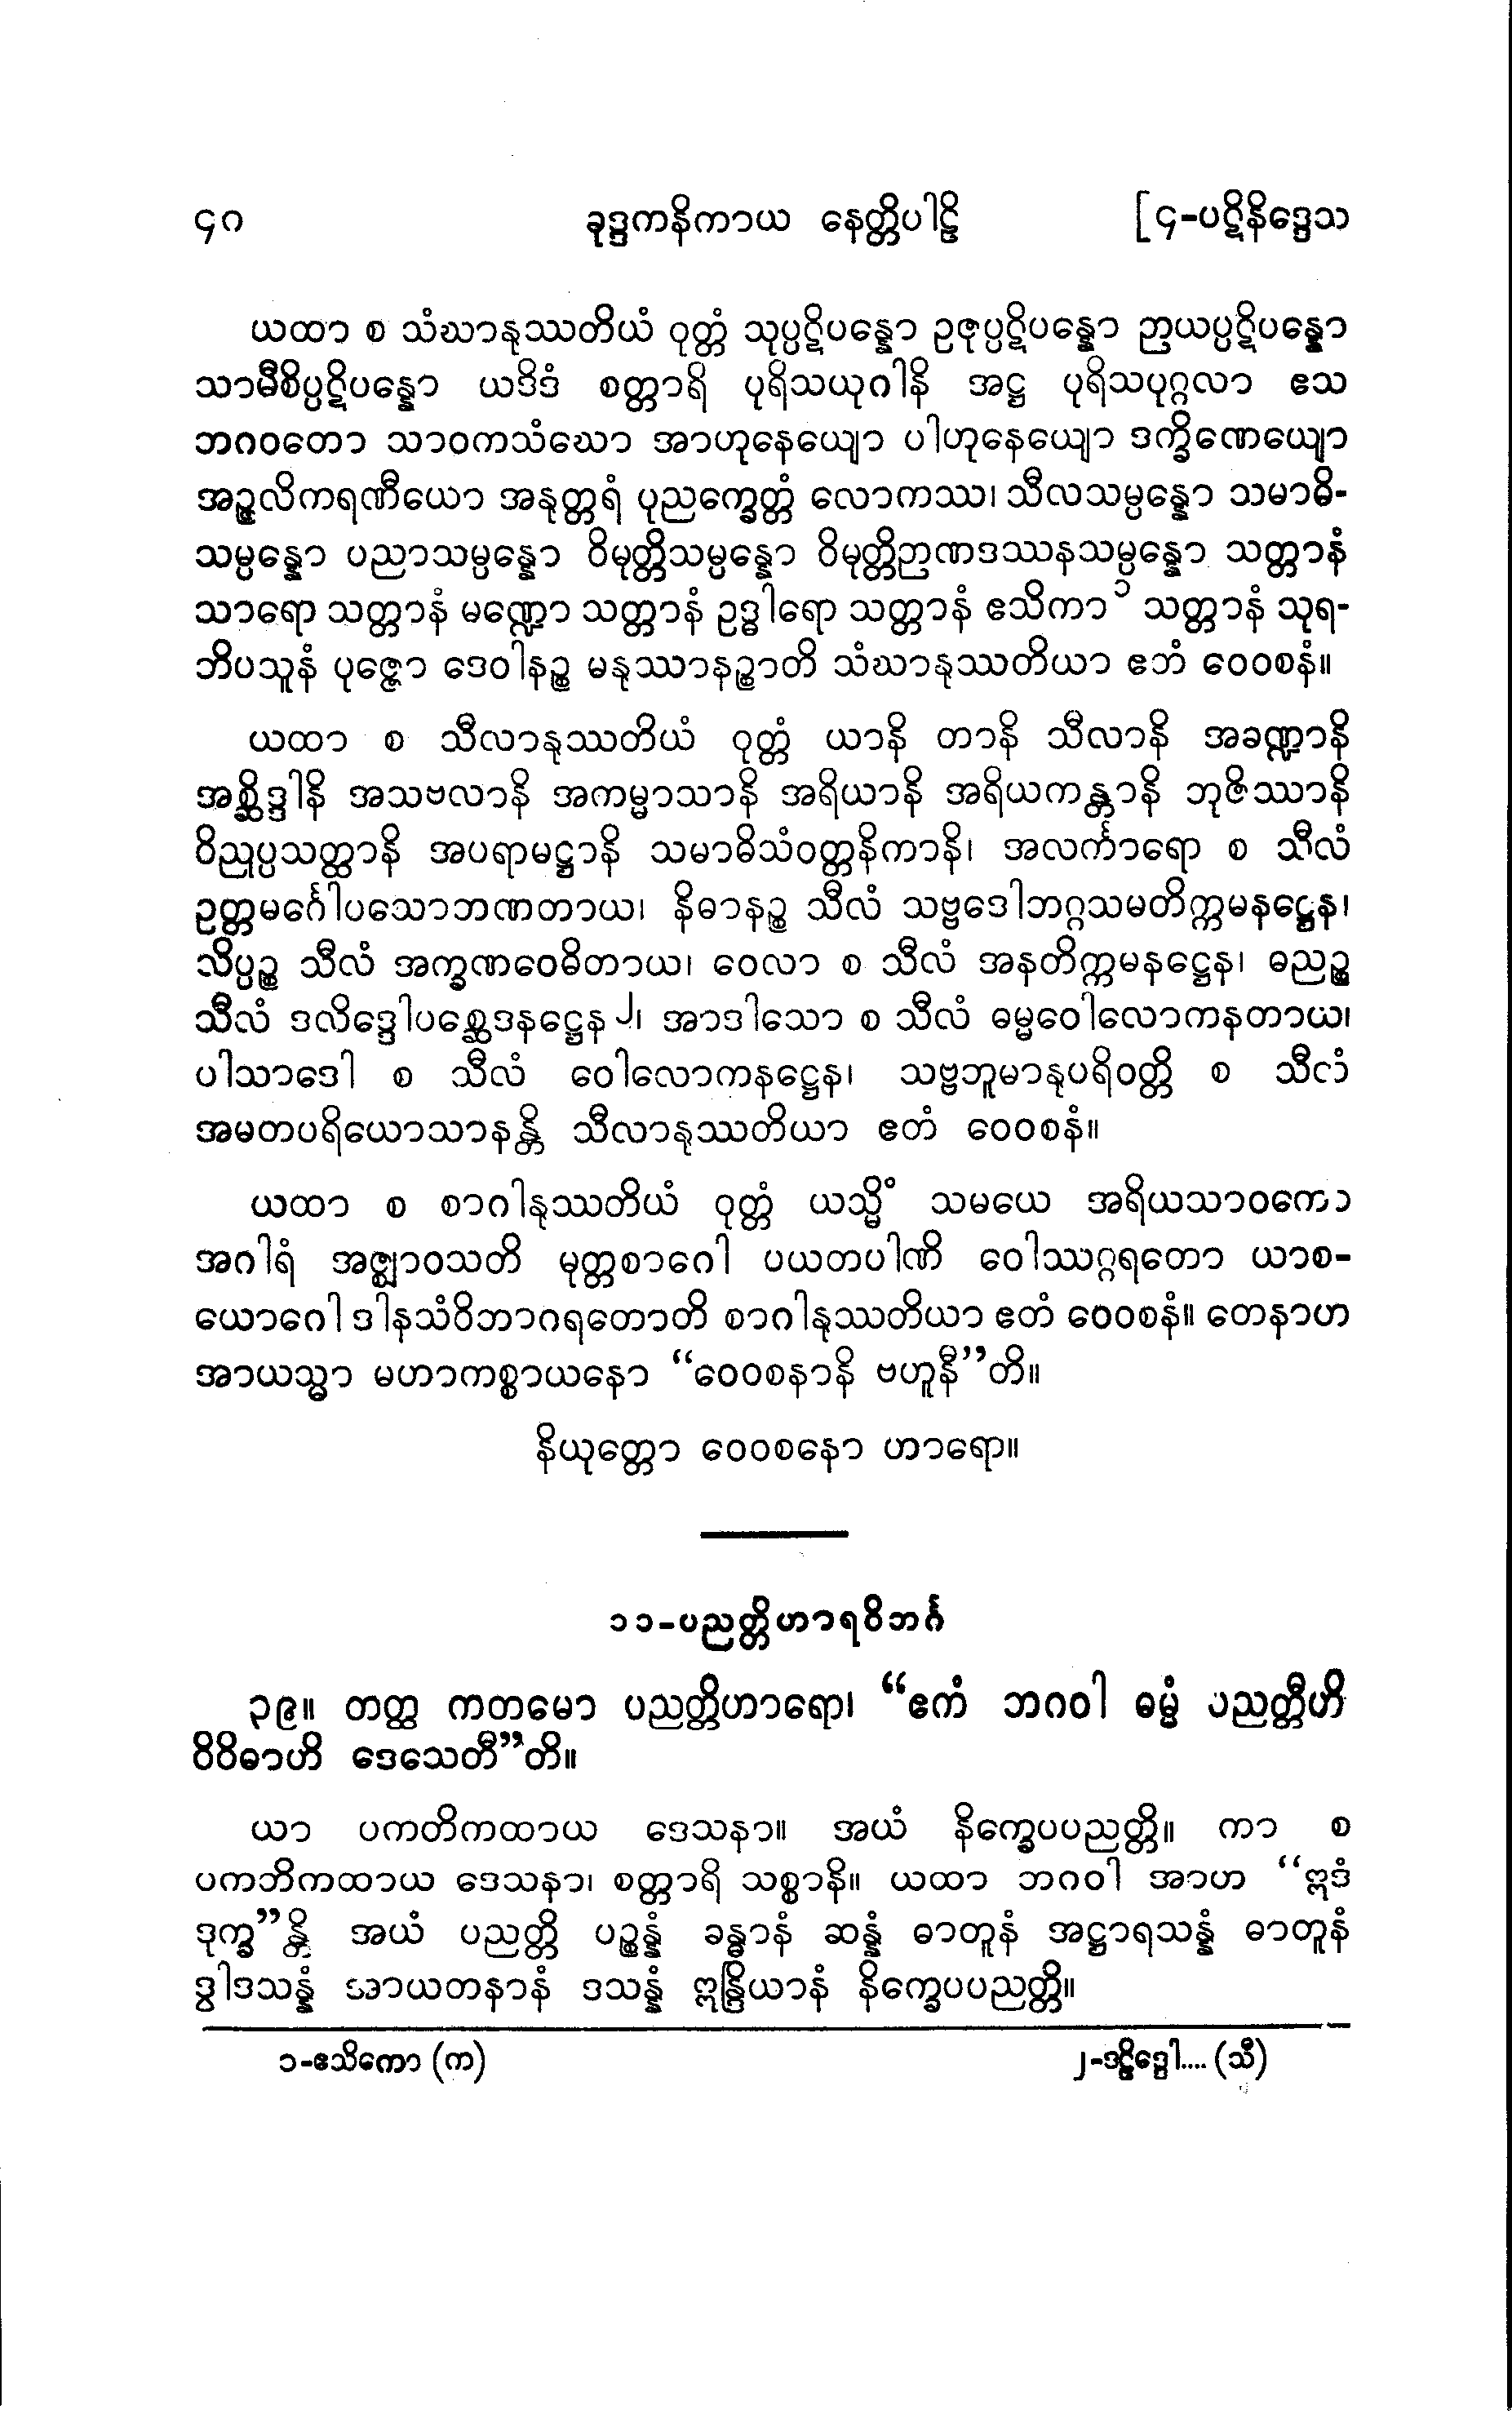 ၄၈ ခုဒ္ဒကနိကာယ နေတ္တိပါဠိ [၄-ပဋိနိဒ္ဒေသ
ယထာ စ သံဃာနုဿတိယံ ဝုတ္တံ သုပ္ပဋိပန္နော ဥဇုပ္ပဋိပန္နော ဉာယပ္ပဋိပန္နော
သာမီစိပ္ပဋိပန္နော ယဒိဒံ စတ္တာရိ ပုရိသယုဂါနိ အဋ္ဌ ပုရိသပုဂ္ဂလာ ဧသ
ဘဂဝတော သာဝကသံဃော အာဟုနေယျော ပါဟုနေယျော ဒက္ခိဏေယျော
အဉ္ဇလိကရဏီယော အနုတ္တရံ ပုညက္ခေတ္တံ လောကဿ၊ သီလသမ္ပန္နော သမာဓိ-
သမ္ပန္နော ပညာသမ္ပန္နော ဝိမုတ္တိသမ္ပန္နော ဝိမုတ္တိဉာဏဒဿနသမ္ပန္နော သတ္တာနံ
သာရော သတ္တာနံ မဏ္ဍော သတ္တာနံ ဥဒ္ဓါရော သတ္တာနံ ဧသိကာ ၁ သတ္တာနံ သုရ-
ဘိပသူနံ ပုဇ္ဇော ဒေဝါနဉ္စ မနုဿာနဉ္စာတိ သံဃာနုဿတိယာ ဧဘံ ဝေဝစနံ။
ယထာ စ သီလာနုဿတိယံ ဝုတ္တံ ယာနိ တာနိ သီလာနိ အခဏ္ဍာနိ
အစ္ဆိဒ္ဒါနိ အသဗလာနိ အကမ္မာသာနိ အရိယာနိ အရိယကန္တာနိ ဘုဇိဿာနိ
ဝိညုပ္ပသတ္ထာနိ အပရာမဋ္ဌာနိ သမာဓိသံဝတ္တနိကာနိ၊ အလင်္ကာရော စ သီလံ
ဥတ္တမင်္ဂေါပသောဘဏတာယ၊ နိဓာနဉ္စ သီလံ သဗ္ဗဒေါဘဂ္ဂသမတိက္ကမနဋ္ဌေန၊
သိပ္ပဉ္စ သီလံ အက္ခဏဝေဓိတာယ၊ ဝေလာ စ သီလံ အနတိက္ကမနဋ္ဌေန၊ ဓညဉ္စ
သီလံ ဒလိဒ္ဒေါပစ္ဆေဒနဋ္ဌေန ၂၊ အာဒါသော စ သီလံ ဓမ္မဝေါလောကနတာယ၊
ပါသာဒေါ စ သီလံ ဝေါလောကနဋ္ဌေန၊ သဗ္ဗဘူမာနုပရိဝတ္တိ စ သီလံ
အမတပရိယောသာနန္တိ သီလာနုဿတိယာ ဧတံ ဝေဝစနံ။
ယထာ စ စာဂါနုဿတိယံ ဝုတ္တံ ယသ္မိံ သမယေ အရိယသာဝကော
အဂါရံ အဇ္ဈာဝသတိ မုတ္တစာဂေါ ပယတပါဏိ ဝေါဿဂ္ဂရတော ယာစ-
ယောဂေါ ဒါနသံဝိဘာဂရတောတိ စာဂါနုဿတိယာ ဧတံ ဝေဝစနံ။ တေနာဟ
အာယသ္မာ မဟာကစ္စာယနော “ဝေဝစနာနိ ဗဟူနီ”တိ။
နိယုတ္တော ဝေဝစနော ဟာရော။
၁၁-ပညတ္တိဟာရဝိဘင်္ဂ
၃၉။ တတ္ထ ကတမော ပညတ္တိဟာရော၊ “ဧကံ ဘဂဝါ ဓမ္မံ ပညတ္တီဟိ
ဝိဝိဓာဟိ ဒေသေတီ”တိ။
ယာ ပကတိကထာယ ဒေသနာ။ အယံ နိက္ခေပပညတ္တိ။ ကာ စ
ပကဘိကထာယ ဒေသနာ၊ စတ္တာရိ သစ္စာနိ။ ယထာ ဘဂဝါ အာဟ “ဣဒံ
ဒုက္ခ”န္တိ အယံ ပညတ္တိ ပဉ္စန္နံ ခန္ဓာနံ ဆန္နံ ဓာတူနံ အဋ္ဌာရသန္နံ ဓာတူနံ
ဒွါဒသန္နံ အာယတနာနံ ဒသန္နံ ဣန္ဒြိယာနံ နိက္ခေပပညတ္တိ။
၁-ဧသိကော (က) ၂-ဒဠိဒ္ဒေါ.... (သီ)